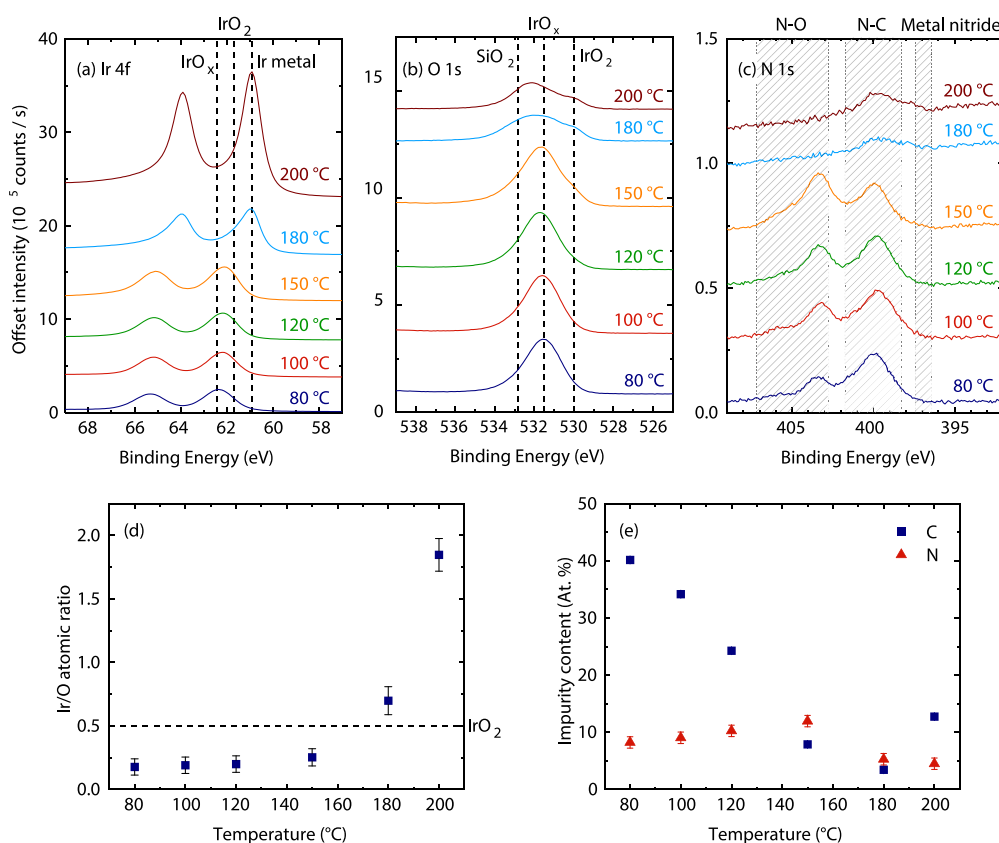 IrO2
IrOx
Ir metal
(a) Ir 4f
200 °C
180 °C
150 °C
120 °C
100 °C
80 °C
40
30
20
10
0
68 66 64 62 60 58
Binding Energy (eV)
Offset intensity (10⁻⁵ counts / s)
IrOx
SiO2
IrO2
(b) O 1s
200 °C
180 °C
150 °C
120 °C
100 °C
80 °C
15
10
5
0
538 536 534 532 530 528 526
Binding Energy (eV)
N-O N-C Metal nitride
(c) N 1s
200 °C
180 °C
150 °C
120 °C
100 °C
80 °C
1.5
1.0
0.5
0.0
405 400 395
Binding Energy (eV)
(d)
2.0
1.5
1.0
0.5
0.0
IrO2
80 100 120 140 160 180 200
Temperature (°C)
Ir/O atomic ratio
(e)
C
N
50
40
30
20
10
0
80 100 120 140 160 180 200
Temperature (°C)
Impurity content (At. %)